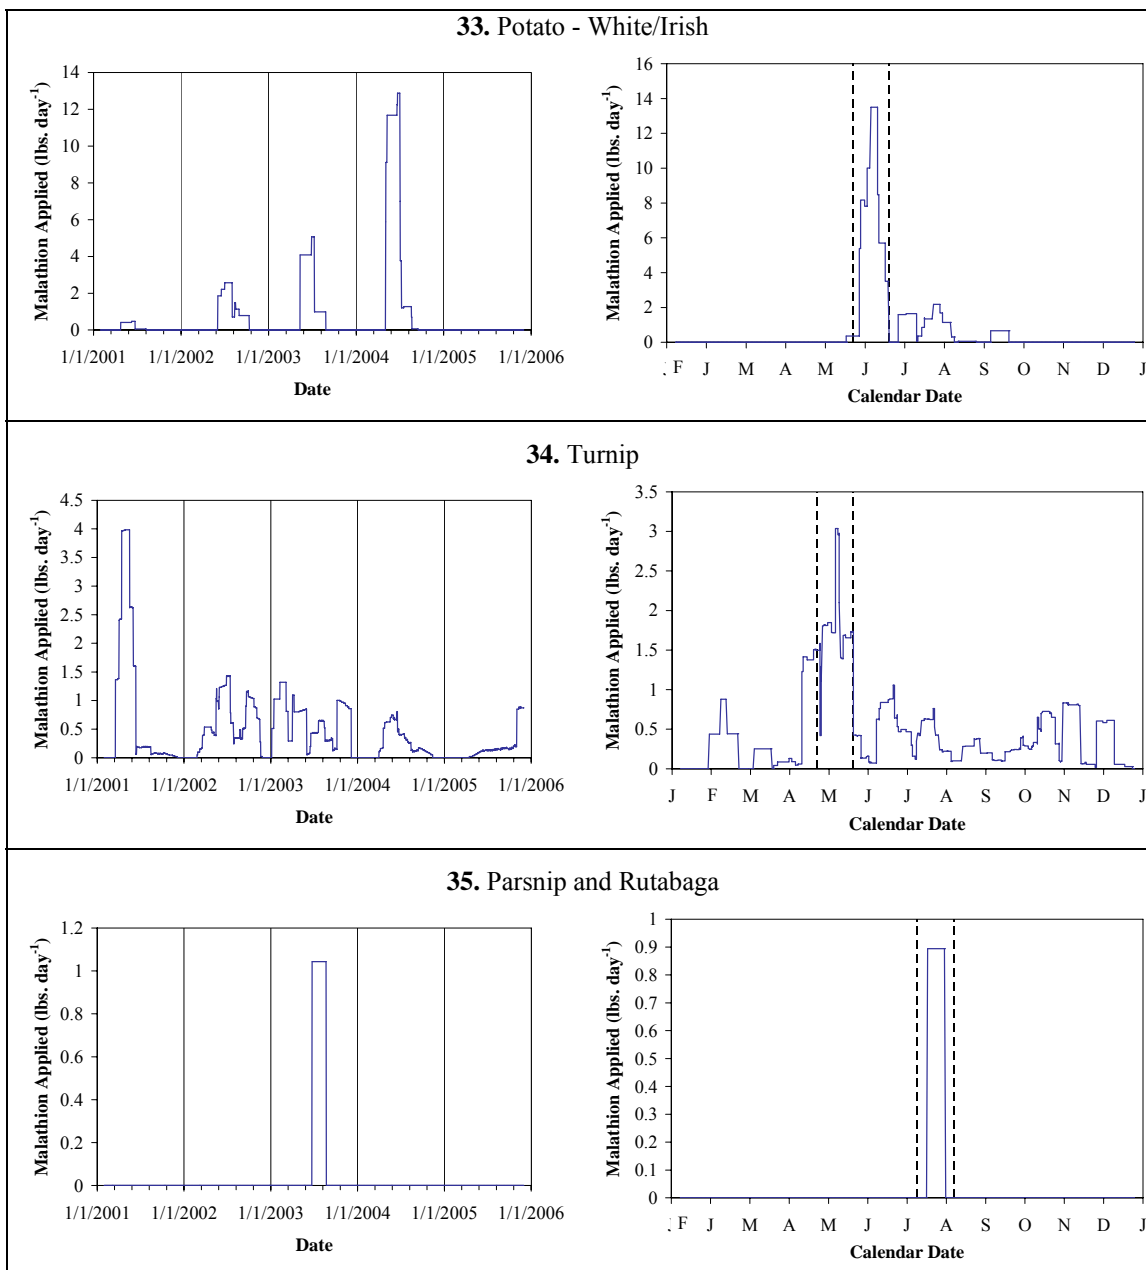 33. Potato - White/Irish
Malathion Applied (lbs. day-1)
14
12
10
8
6
4
2
0
1/1/2001 1/1/2002 1/1/2003 1/1/2004 1/1/2005 1/1/2006
Date
Malathion Applied (lbs. day-1)
16
14
12
10
8
6
4
2
0
F J M A M J J A S O N D J
Calendar Date
34. Turnip
Malathion Applied (lbs. day-1)
4.5
4
3.5
3
2.5
2
1.5
1
0.5
0
1/1/2001 1/1/2002 1/1/2003 1/1/2004 1/1/2005 1/1/2006
Date
Malathion Applied (lbs. day-1)
3.5
3
2.5
2
1.5
1
0.5
0
J F M A M J J A S O N D J
Calendar Date
35. Parsnip and Rutabaga
Malathion Applied (lbs. day-1)
1.2
1
0.8
0.6
0.4
0.2
0
1/1/2001 1/1/2002 1/1/2003 1/1/2004 1/1/2005 1/1/2006
Date
Malathion Applied (lbs. day-1)
1
0.9
0.8
0.7
0.6
0.5
0.4
0.3
0.2
0.1
0
F J M A M J J A S O N D J
Calendar Date